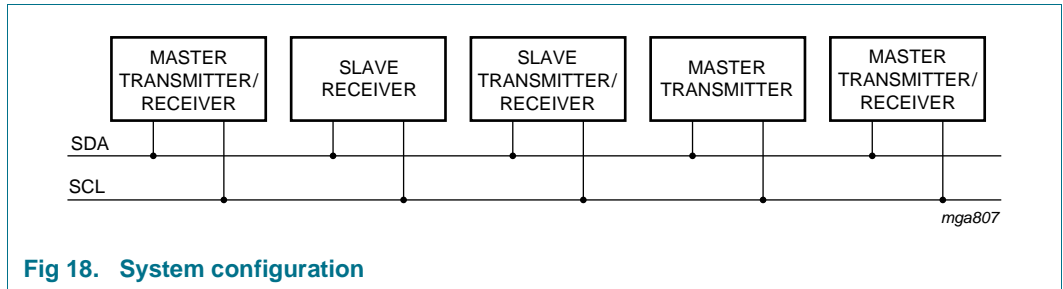 MASTER
TRANSMITTER/
RECEIVER
SLAVE
RECEIVER
SLAVE
TRANSMITTER/
RECEIVER
MASTER
TRANSMITTER
MASTER
TRANSMITTER/
RECEIVER
SDA
SCL
mga807
Fig 18. System configuration